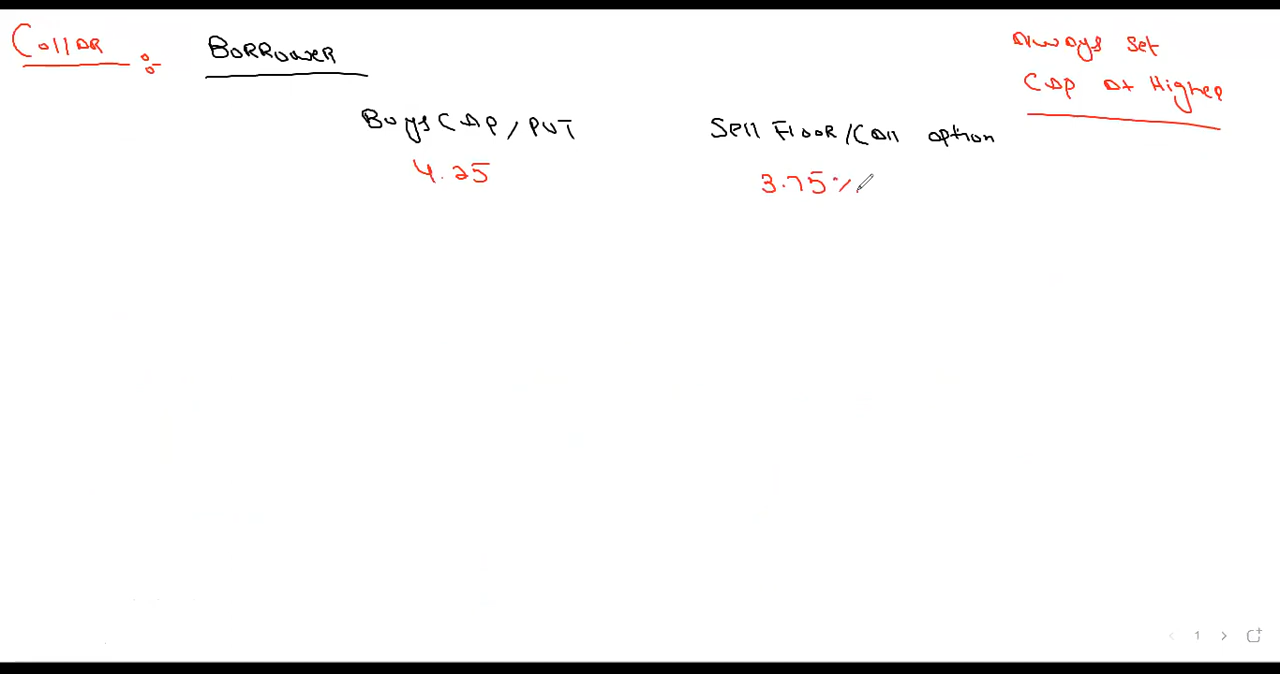 Collar :- Borrower
Always Set
CAP At Higher
Buys CAP / PUT
Sell Floor / Call option
4.25
3.75%
1